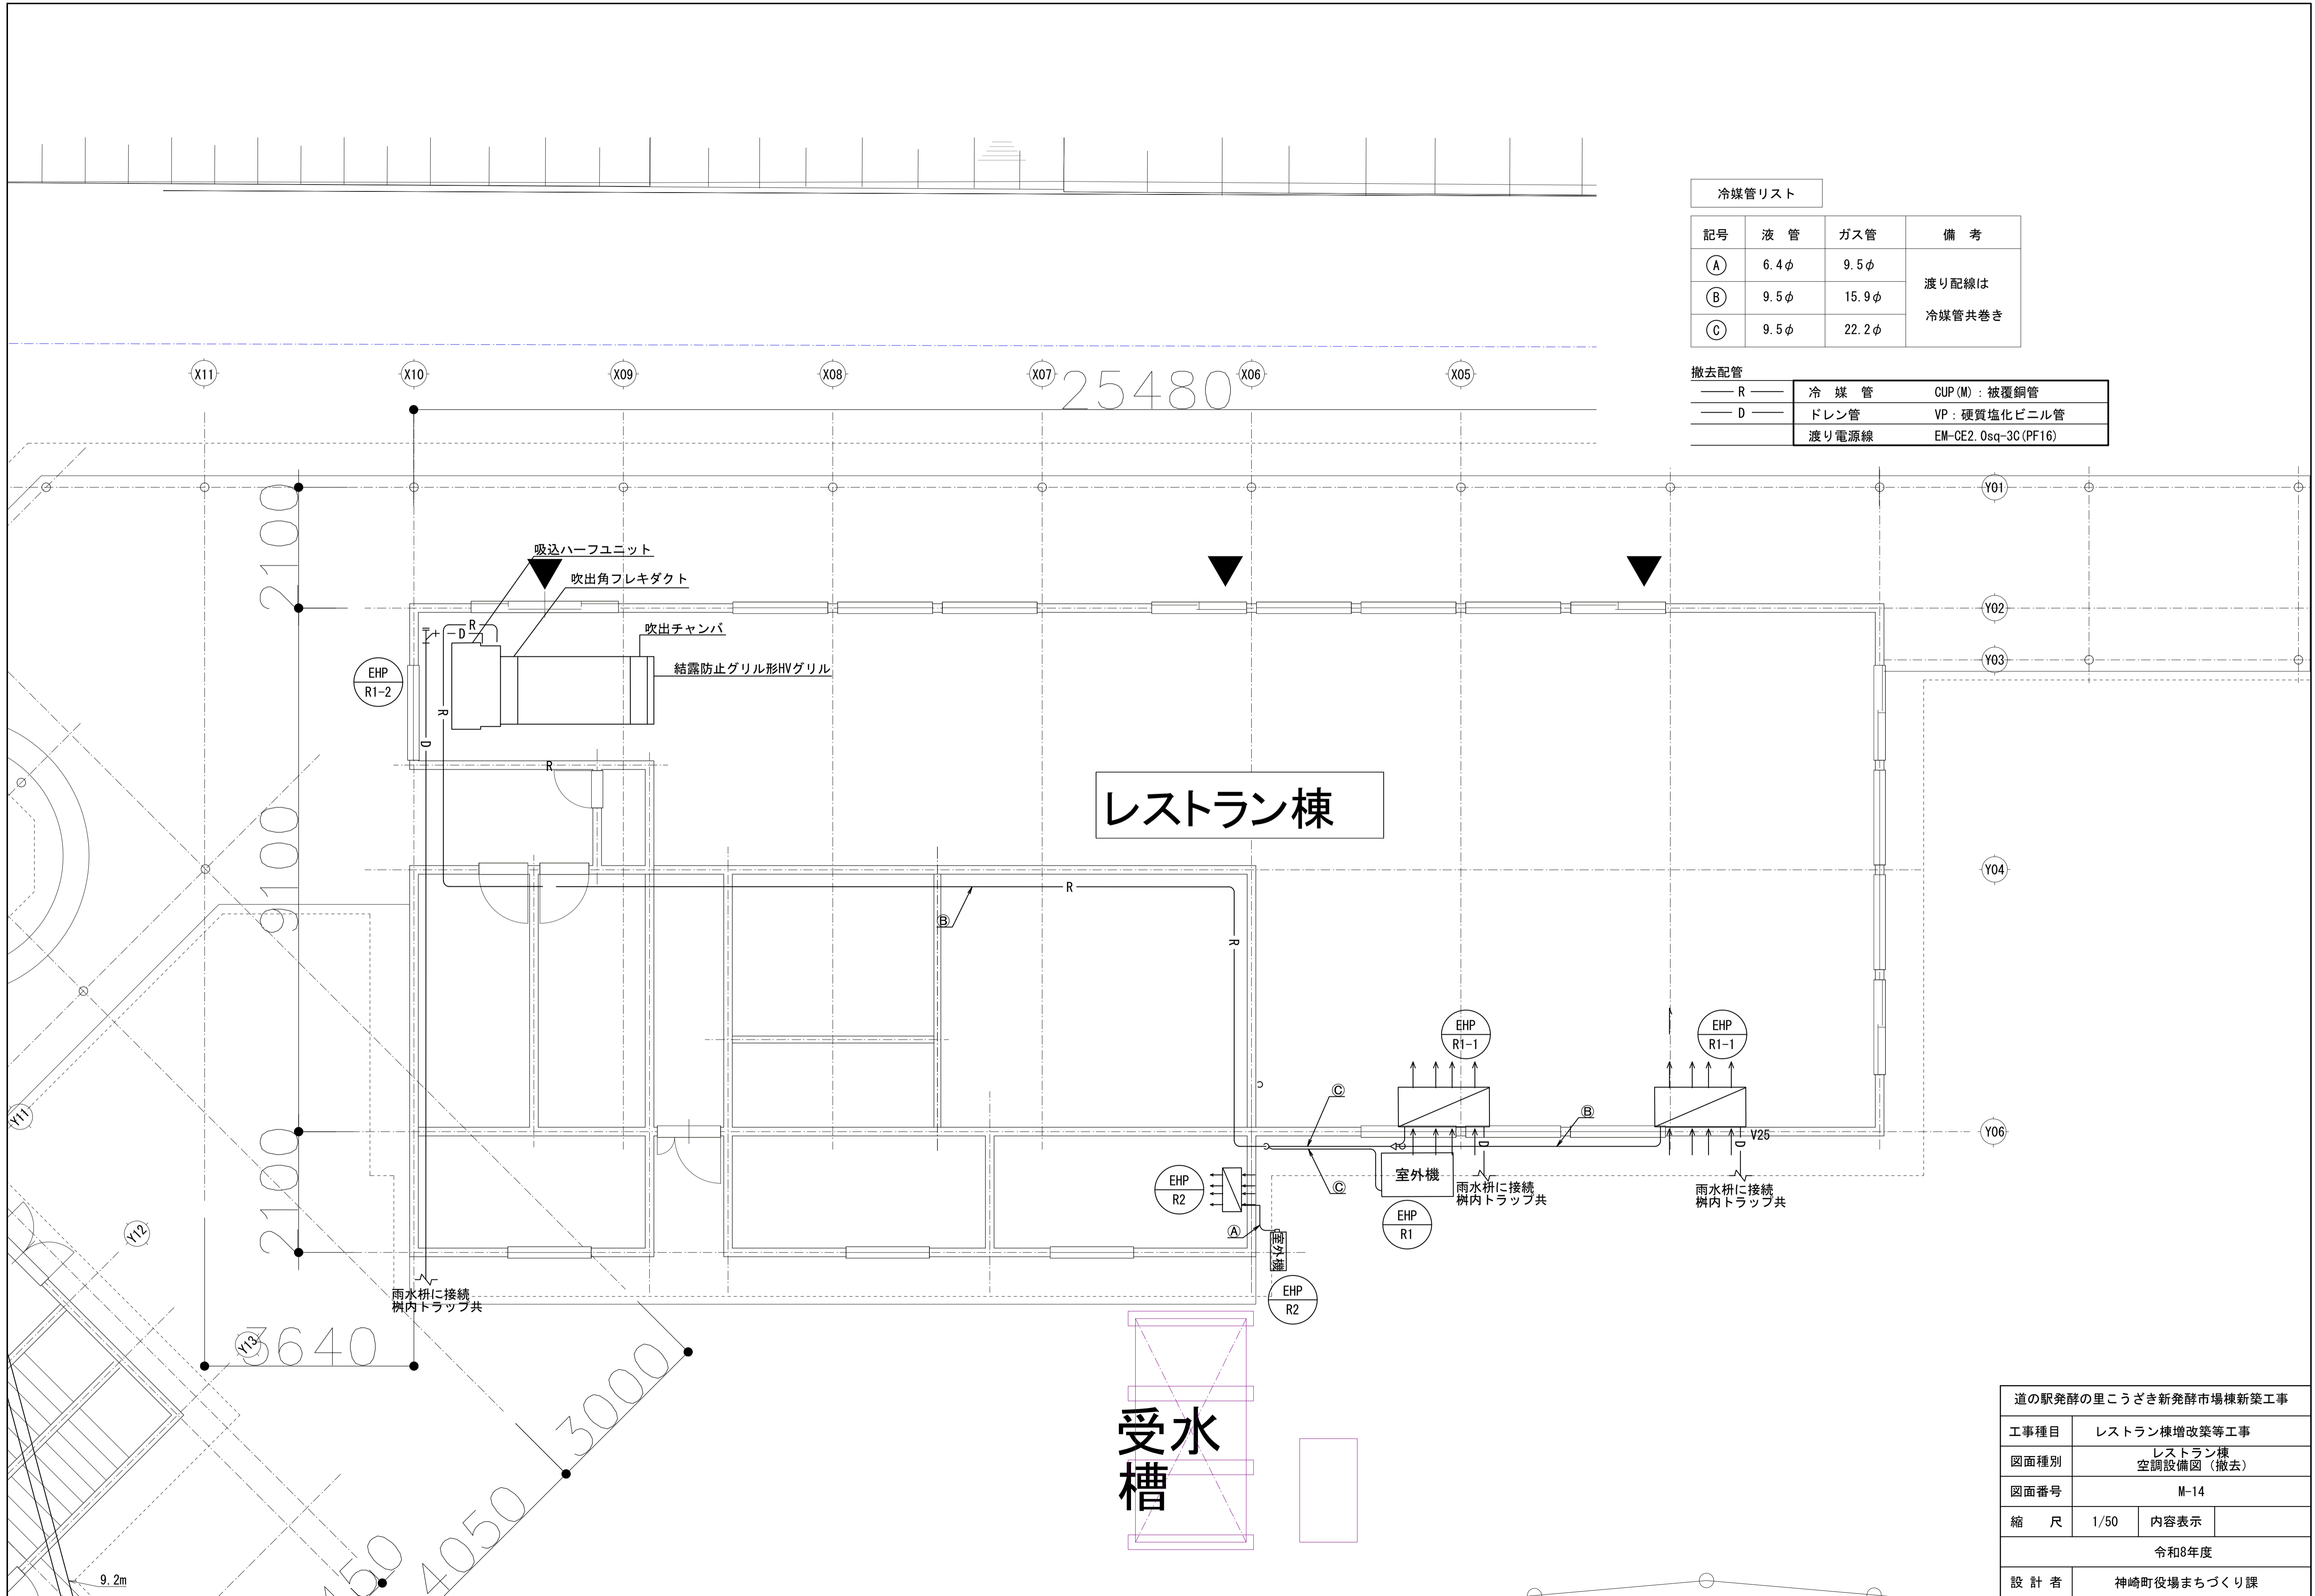 冷媒管リスト
記号 液 管 ガス管 備 考
Ⓐ 6.4φ 9.5φ
Ⓑ 9.5φ 15.9φ
Ⓒ 9.5φ 22.2φ
渡り配線は
冷媒管共巻き
撤去配管
R 冷 媒 管 CUP(M)：被覆銅管
D ドレン管 VP：硬質塩化ビニル管
渡り電源線 EM-CE2.0sq-3C(PF16)
X11 X10 X09 X08 X07 X06 X05
25480
Y01
2100
吸込ハーフユニット
吹出角フレキダクト
Y02
R
D
吹出チャンバ
Y03
EHP
R1-2
結露防止グリル形HVグリル
R
D
R
レストラン棟
9100
Y04
R
Ⓑ
R
EHP
R1-1
EHP
R1-1
Ⓒ
Ⓑ
Y11
V25
Y06
D
D
2100
EHP
R2
Ⓒ
室外機
雨水枡に接続
桝内トラップ共
雨水枡に接続
桝内トラップ共
EHP
R1
Ⓐ
室外機
Y12
EHP
R2
雨水枡に接続
桝内トラップ共
Y13
3640
3000
4050
450
受水
槽
9.2m
道の駅発酵の里こうざき新発酵市場棟新築工事
工事種目 レストラン棟増改築等工事
図面種別 レストラン棟
空調設備図（撤去）
図面番号 M-14
縮 尺 1/50 内容表示
令和8年度
設 計 者 神崎町役場まちづくり課